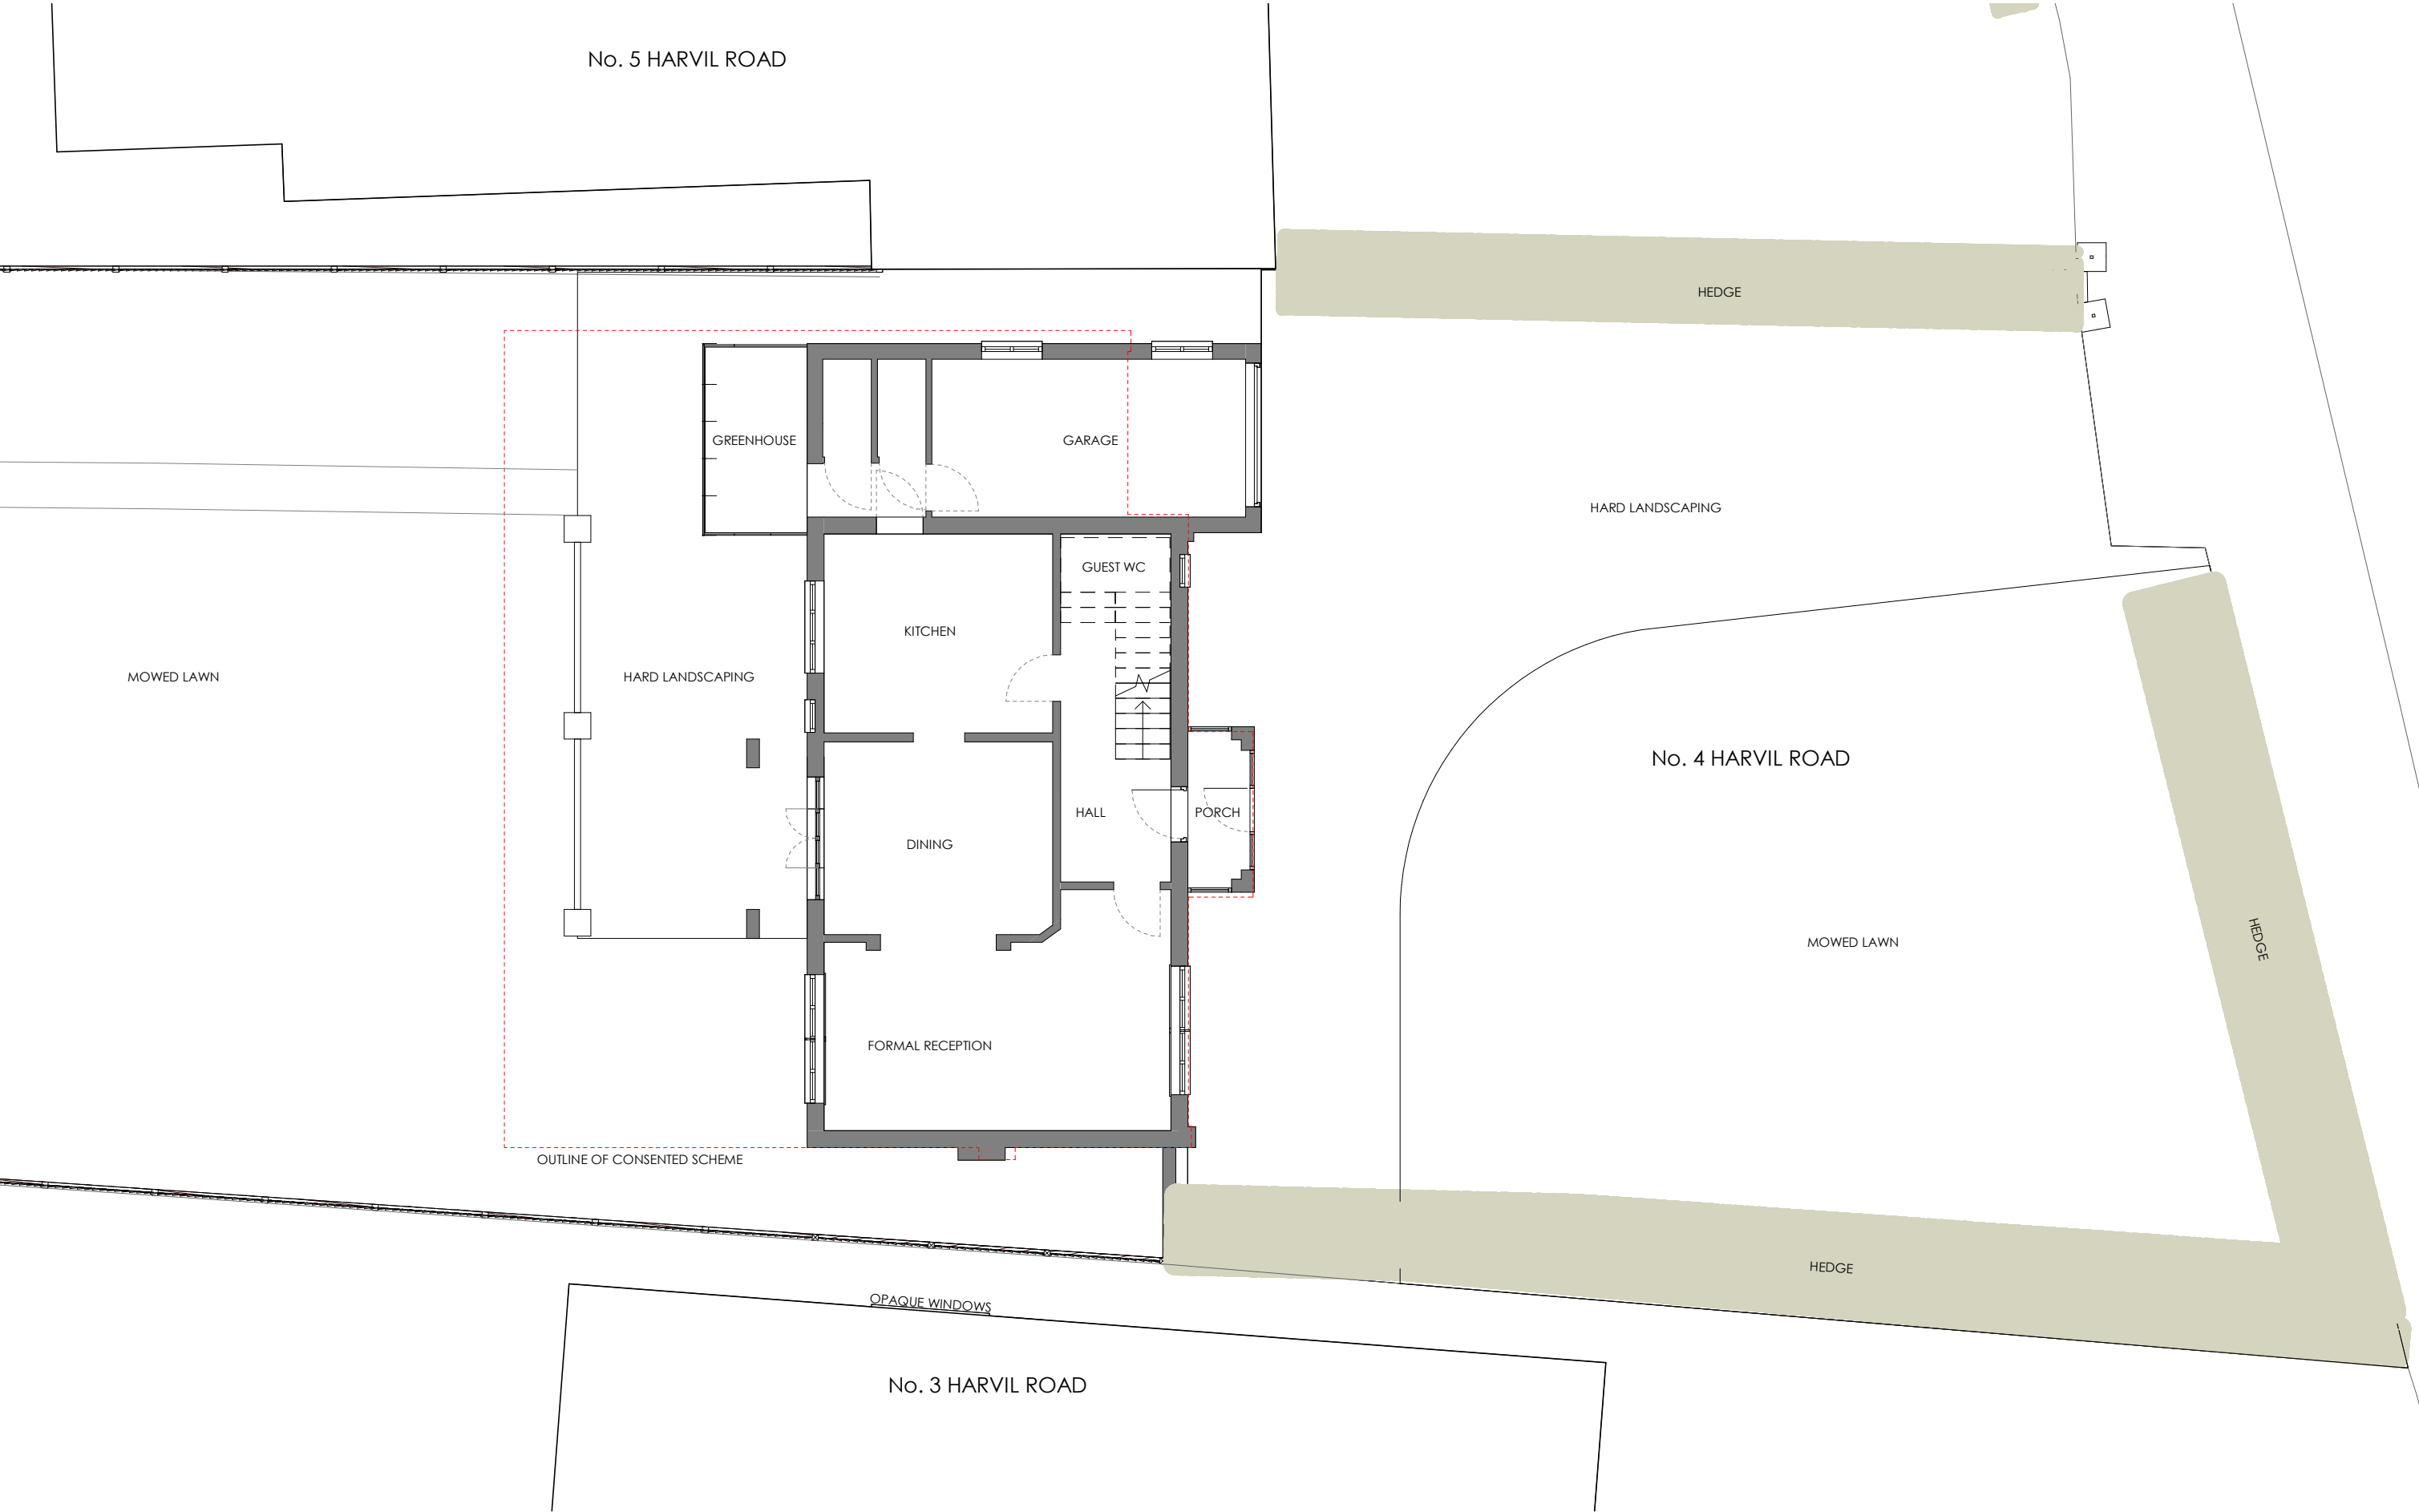 No. 5 HARVIL ROAD
HEDGE
GREENHOUSE
GARAGE
HARD LANDSCAPING
GUEST WC
KITCHEN
MOWED LAWN
HARD LANDSCAPING
No. 4 HARVIL ROAD
HALL
PORCH
DINING
MOWED LAWN
HEDGE
FORMAL RECEPTION
OUTLINE OF CONSENTED SCHEME
HEDGE
OPAQUE WINDOWS
No. 3 HARVIL ROAD